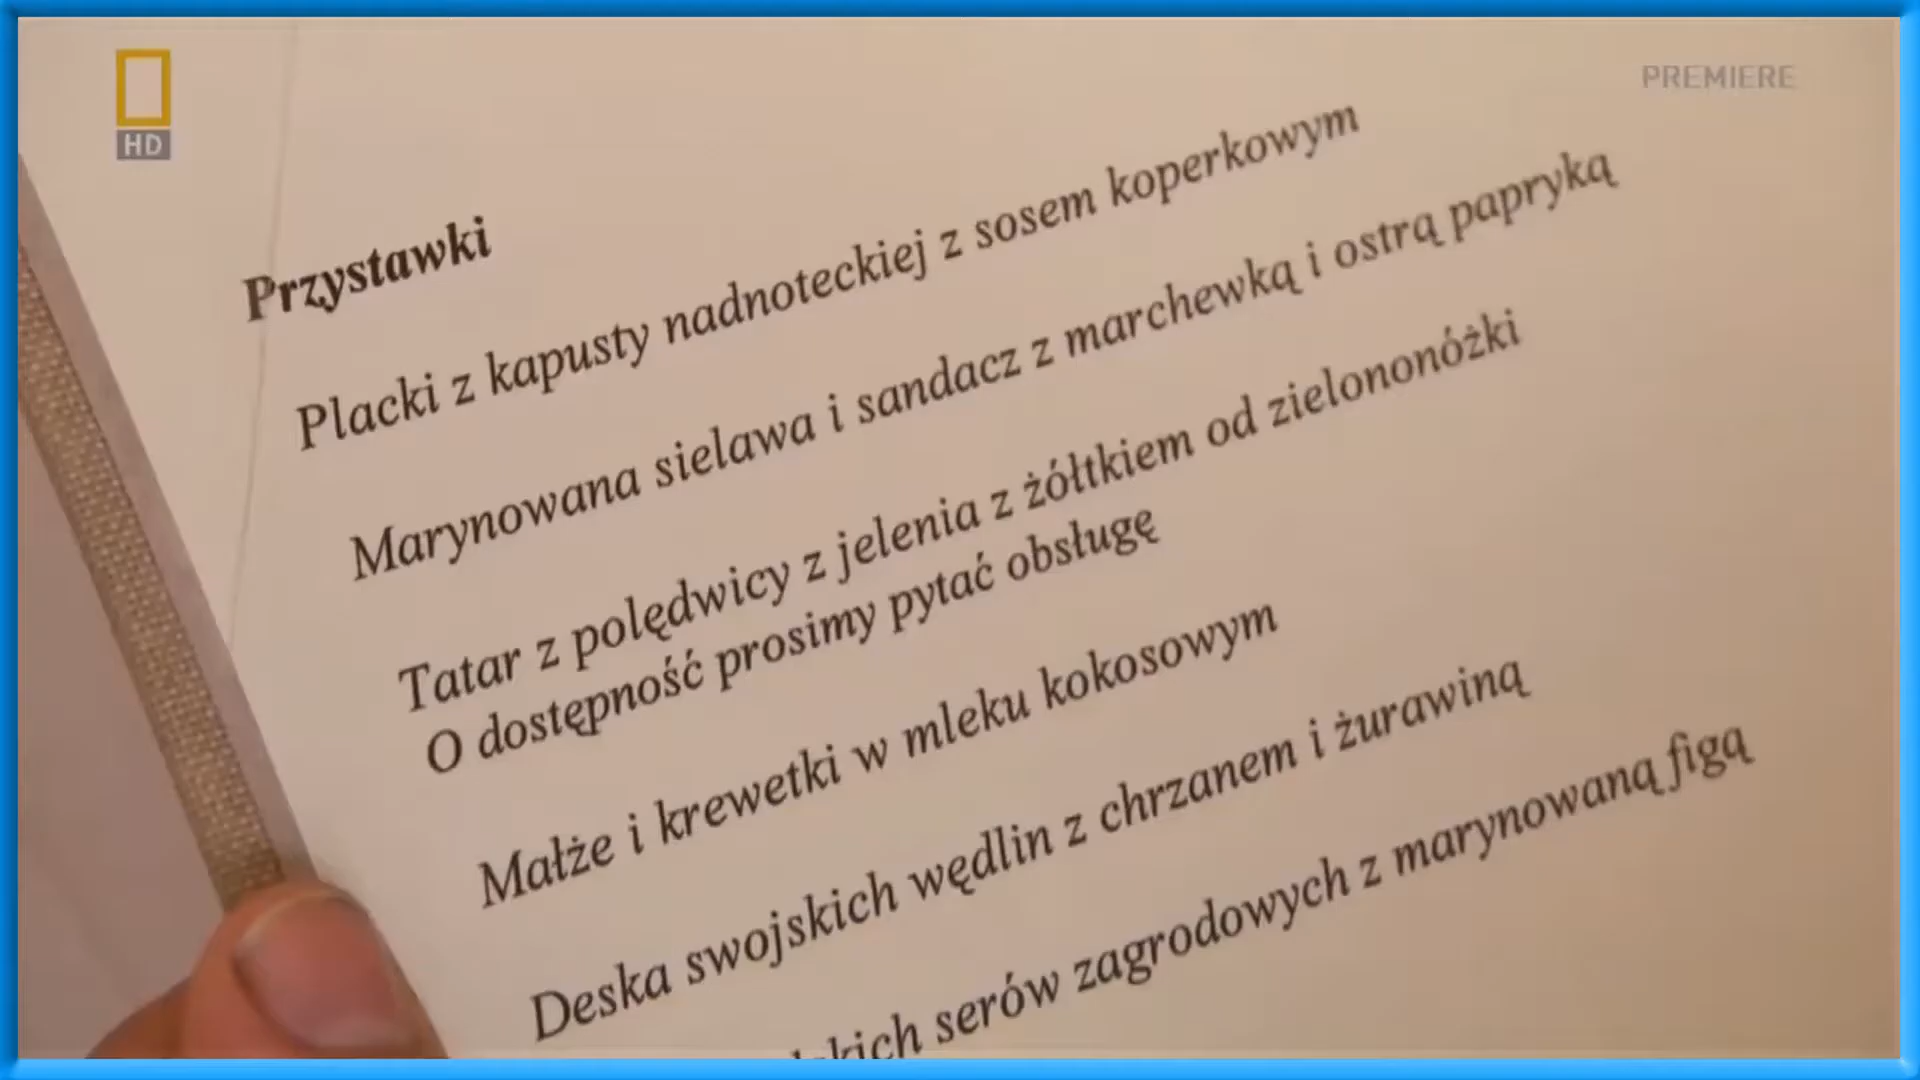 HD
PREMIERE
Przystawki
Placki z kapusty nadnoteckiej z sosem koperkowym
Marynowana sielawa i sandacz z marchewką i ostrą papryką
Tatar z polędwicy z jelenia z żółtkiem od zielononóżki
O dostępność prosimy pytać obsługę
Małże i krewetki w mleku kokosowym
Deska swojskich wędlin z chrzanem i żurawiną
serów zagrodowych z marynowaną figą